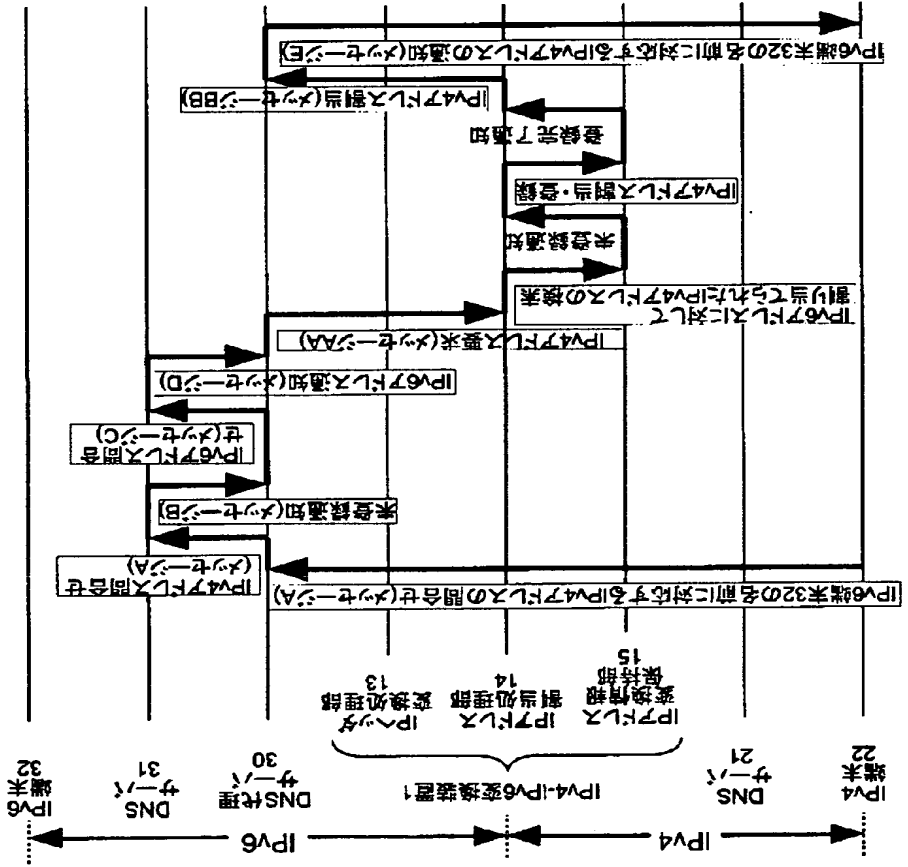 IPv4
IPv6
IPv4
端末
22
DNS
サーバ
21
IPv4-IPv6変換装置1
IPアドレス
変換情報
保持部
15
IPアドレス
割当処理部
14
IPヘッダ
変換処理部
13
DNS代理
サーバ
30
DNS
サーバ
31
IPv6
端末
32
IPv6端末32の名前に対応するIPv4アドレスの問合せ(メッセージA)
IPv4アドレス問合せ
(メッセージA)
未登録通知(メッセージB)
IPv6アドレス問合
せ(メッセージC)
IPv6アドレス通知(メッセージD)
IPv4アドレス要求(メッセージAA)
IPv6アドレスに対して
割り当てられたIPv4アドレスの検索
未登録通知
IPv4アドレス割当・登録
登録完了通知
IPv4アドレス割当(メッセージBB)
IPv6端末32の名前に対応するIPv4アドレスの通知(メッセージE)